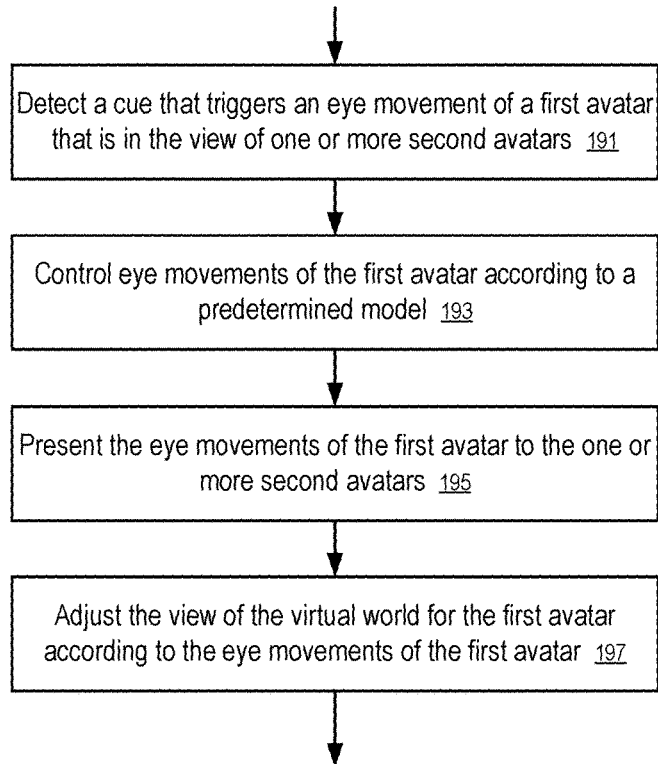 Detect a cue that triggers an eye movement of a first avatar
that is in the view of one or more second avatars 191
Control eye movements of the first avatar according to a
predetermined model 193
Present the eye movements of the first avatar to the one or
more second avatars 195
Adjust the view of the virtual world for the first avatar
according to the eye movements of the first avatar 197